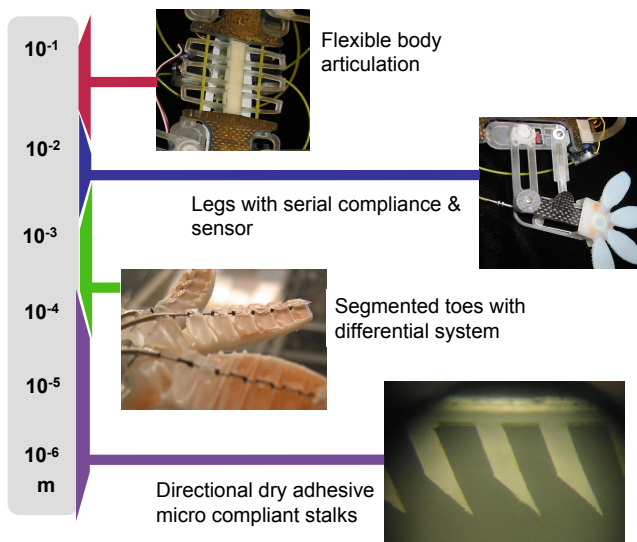 10⁻¹
Flexible body
articulation
10⁻²
Legs with serial compliance &
sensor
10⁻³
10⁻⁴
Segmented toes with
differential system
10⁻⁵
10⁻⁶
m
Directional dry adhesive
micro compliant stalks